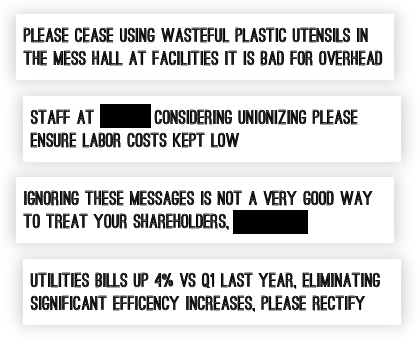 PLEASE CEASE USING WASTEFUL PLASTIC UTENSILS IN
THE MESS HALL AT FACILITIES IT IS BAD FOR OVERHEAD
STAFF AT CONSIDERING UNIONIZING PLEASE
ENSURE LABOR COSTS KEPT LOW
IGNORING THESE MESSAGES IS NOT A VERY GOOD WAY
TO TREAT YOUR SHAREHOLDERS,
UTILITIES BILLS UP 4% VS Q1 LAST YEAR, ELIMINATING
SIGNIFICANT EFFICENCY INCREASES, PLEASE RECTIFY